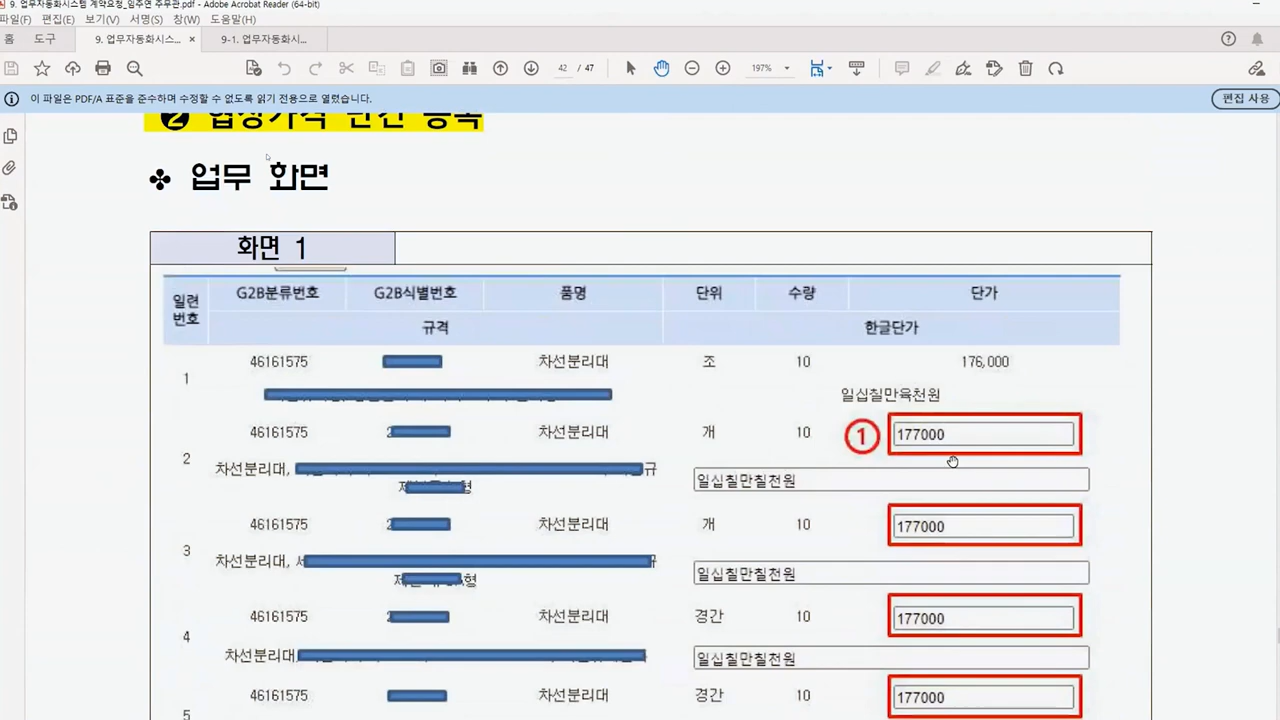 9. 업무자동화시스템 계약요청_임주연 주무관.pdf - Adobe Acrobat Reader (64-bit)
파일(F) 편집(E) 보기(V) 서명(S) 창(W) 도움말(H)
홈 도구 9. 업무자동화시스... × 9-1. 업무자동화시...
42 / 47 197%
이 파일은 PDF/A 표준을 준수하며 수정할 수 없도록 읽기 전용으로 열렸습니다. 편집 사용
❷ 협상가격 단건 등록
❖ 업무 화면
화면 1
일련번호 G2B분류번호 G2B식별번호 품명 단위 수량 단가
규격 한글단가
46161575 차선분리대 조 10 176,000
1
일십칠만육천원
46161575 차선분리대 개 10 ① 177000
2 차선분리대, 규
형 일십칠만칠천원
46161575 차선분리대 개 10 177000
3 차선분리대,
형 일십칠만칠천원
46161575 차선분리대 경간 10 177000
4
차선분리대 일십칠만칠천원
46161575 차선분리대 경간 10 177000
5